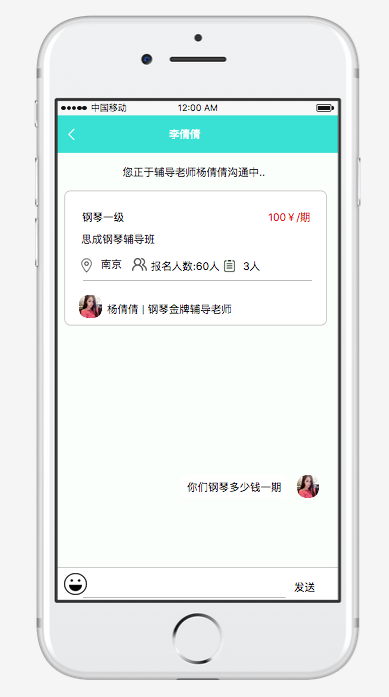 中国移动 12:00 AM
李倩倩
您正于辅导老师杨倩倩沟通中..
钢琴一级 100￥/期
思成钢琴辅导班
南京 报名人数:60人 3人
杨倩倩 | 钢琴金牌辅导老师
你们钢琴多少钱一期
发送